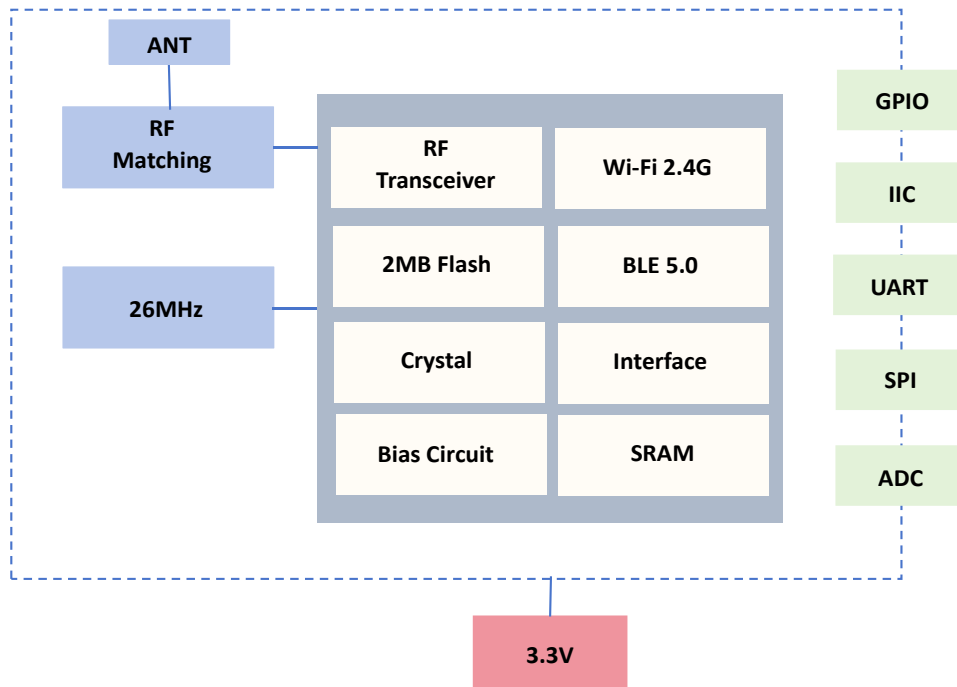 ANT
RF
Matching
26MHz
RF
Transceiver
Wi-Fi 2.4G
2MB Flash
BLE 5.0
Crystal
Interface
Bias Circuit
SRAM
GPIO
IIC
UART
SPI
ADC
3.3V